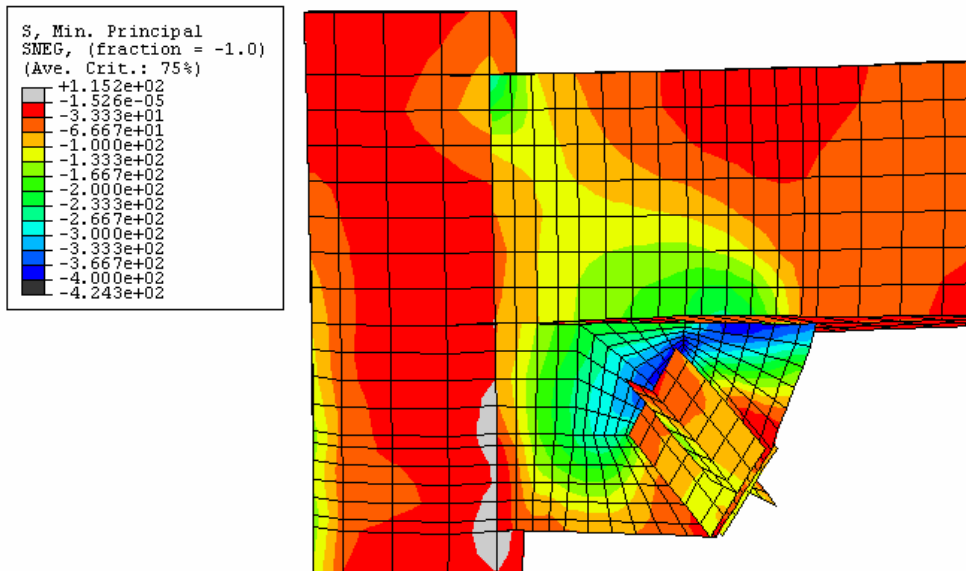 S, Min. Principal
SNEG, (fraction = -1.0)
(Ave. Crit.: 75%)
+1.152e+02
-1.526e-05
-3.333e+01
-6.667e+01
-1.000e+02
-1.333e+02
-1.667e+02
-2.000e+02
-2.333e+02
-2.667e+02
-3.000e+02
-3.333e+02
-3.667e+02
-4.000e+02
-4.243e+02